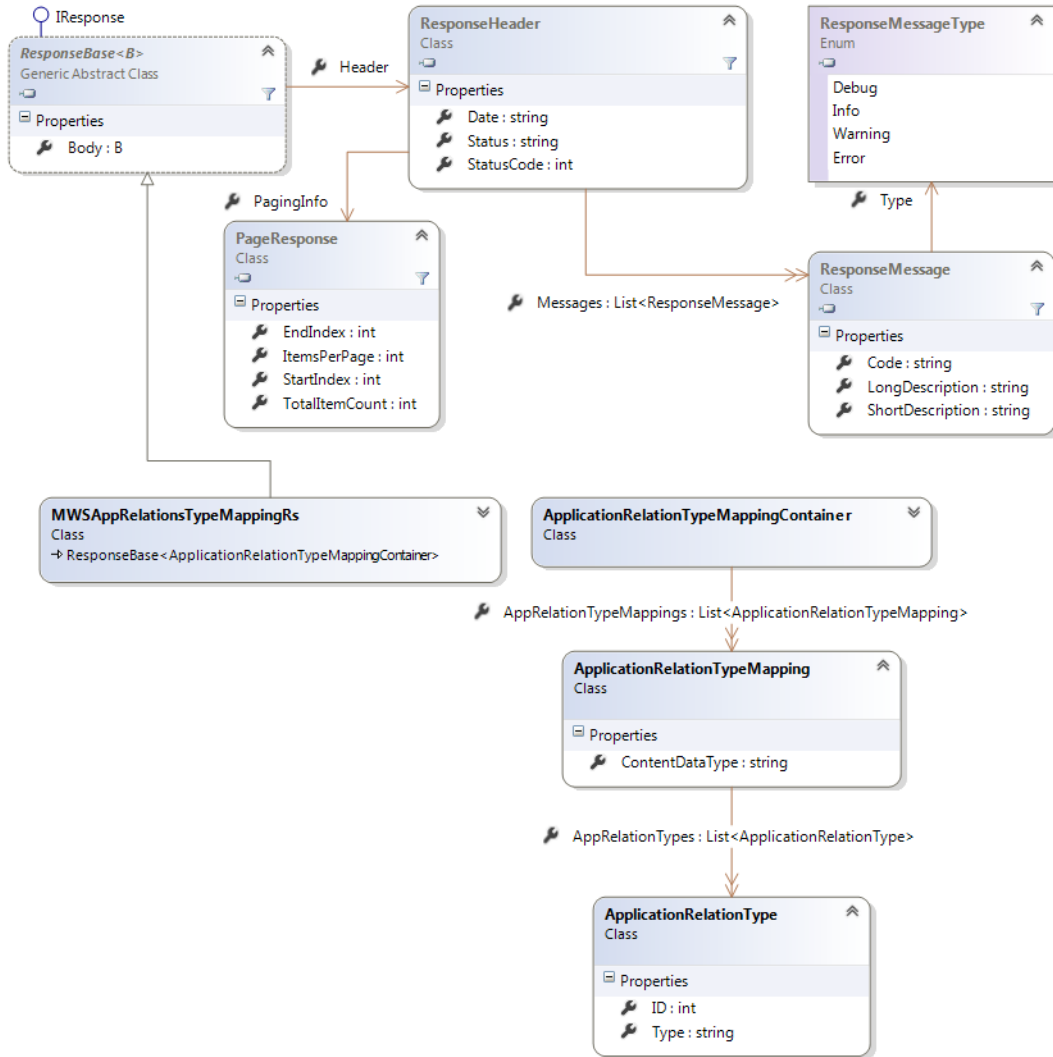 IResponse
ResponseBase<B>
Generic Abstract Class
Properties
Body : B
Header
ResponseHeader
Class
Properties
Date : string
Status : string
StatusCode : int
ResponseMessageType
Enum
Debug
Info
Warning
Error
Type
PagingInfo
PageResponse
Class
Properties
EndIndex : int
ItemsPerPage : int
StartIndex : int
TotalItemCount : int
Messages : List<ResponseMessage>
ResponseMessage
Class
Properties
Code : string
LongDescription : string
ShortDescription : string
MWSAppRelationsTypeMappingRs
Class
ResponseBase<ApplicationRelationTypeMappingContainer>
ApplicationRelationTypeMappingContainer
Class
AppRelationTypeMappings : List<ApplicationRelationTypeMapping>
ApplicationRelationTypeMapping
Class
Properties
ContentDataType : string
AppRelationTypes : List<ApplicationRelationType>
ApplicationRelationType
Class
Properties
ID : int
Type : string